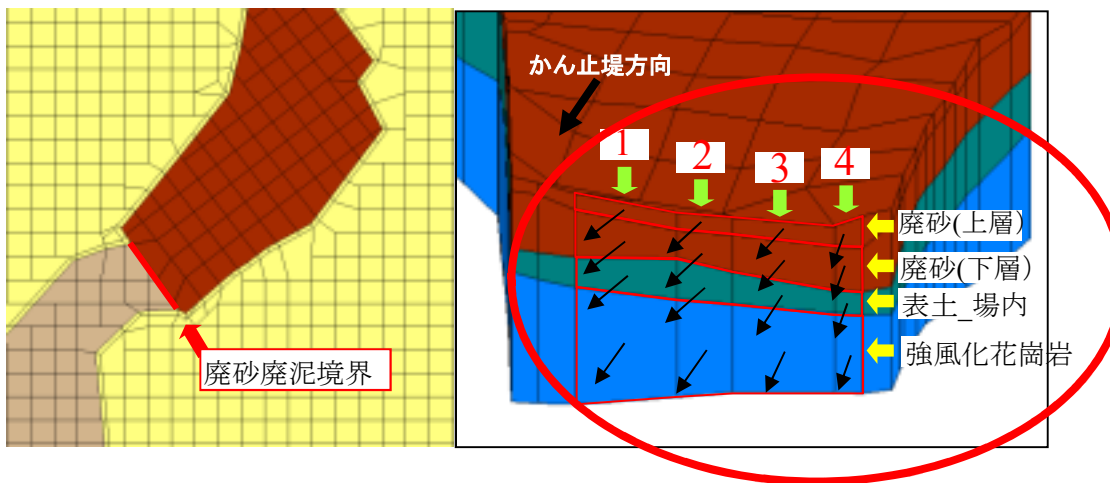 廃砂廃泥境界
かん止堤方向
1
2
3
4
廃砂(上層)
廃砂(下層)
表土_場内
強風化花崗岩